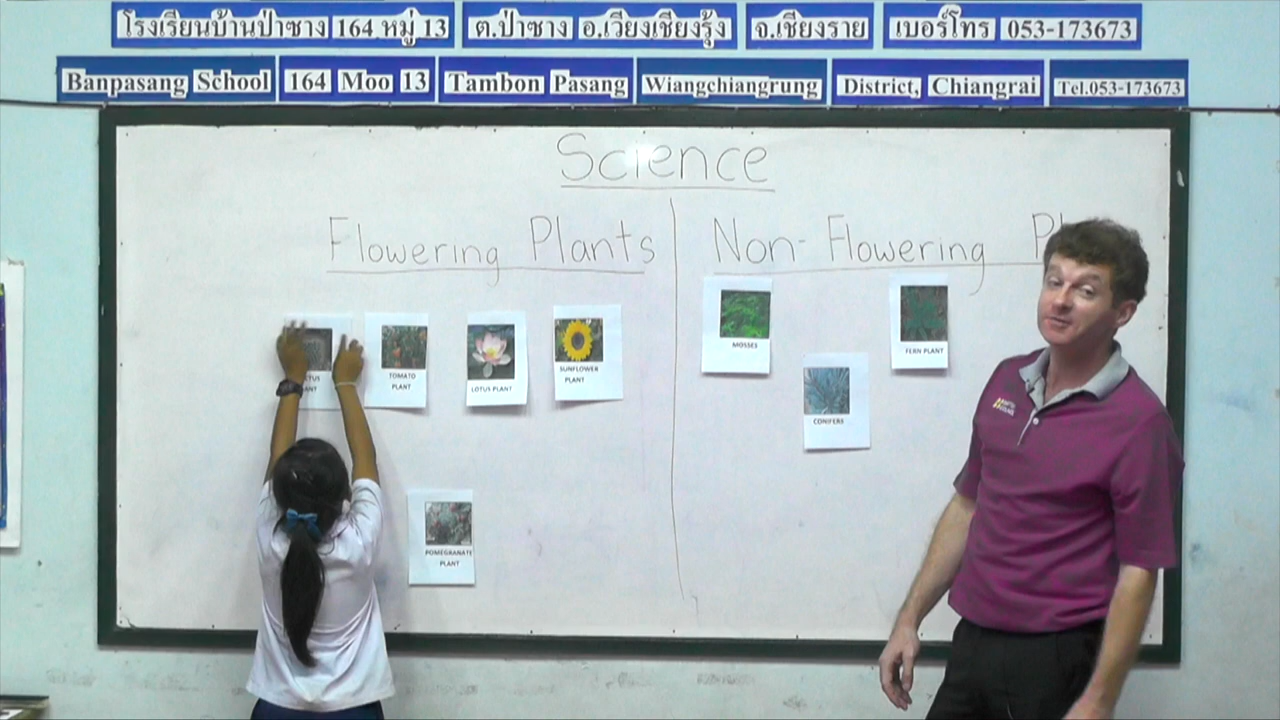 โรงเรียนบ้านป่าซาง 164 หมู่ 13 ต.ป่าซาง อ.เวียงเชียงรุ้ง จ.เชียงราย เบอร์โทร 053-173673
Banpasang School 164 Moo 13 Tambon Pasang Wiangchiangrung District, Chiangrai Tel.053-173673
Science
Flowering Plants
Non-Flowering Pl
TOMATO
PLANT
LOTUS PLANT
SUNFLOWER
PLANT
POMEGRANATE
PLANT
MOSSES
CONIFERS
FERN PLANT